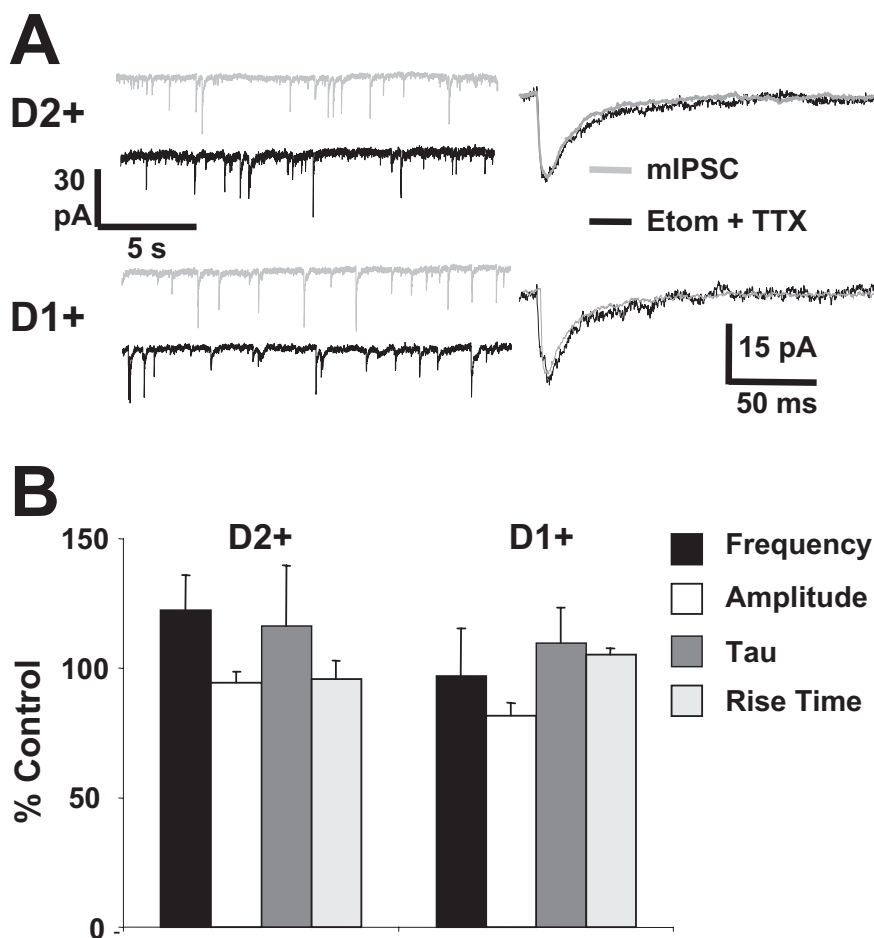 A
D2+
30
pA
5 s
mIPSC
Etom + TTX
D1+
15 pA
50 ms
B
150
100
50
0
% Control
D2+
D1+
Frequency
Amplitude
Tau
Rise Time